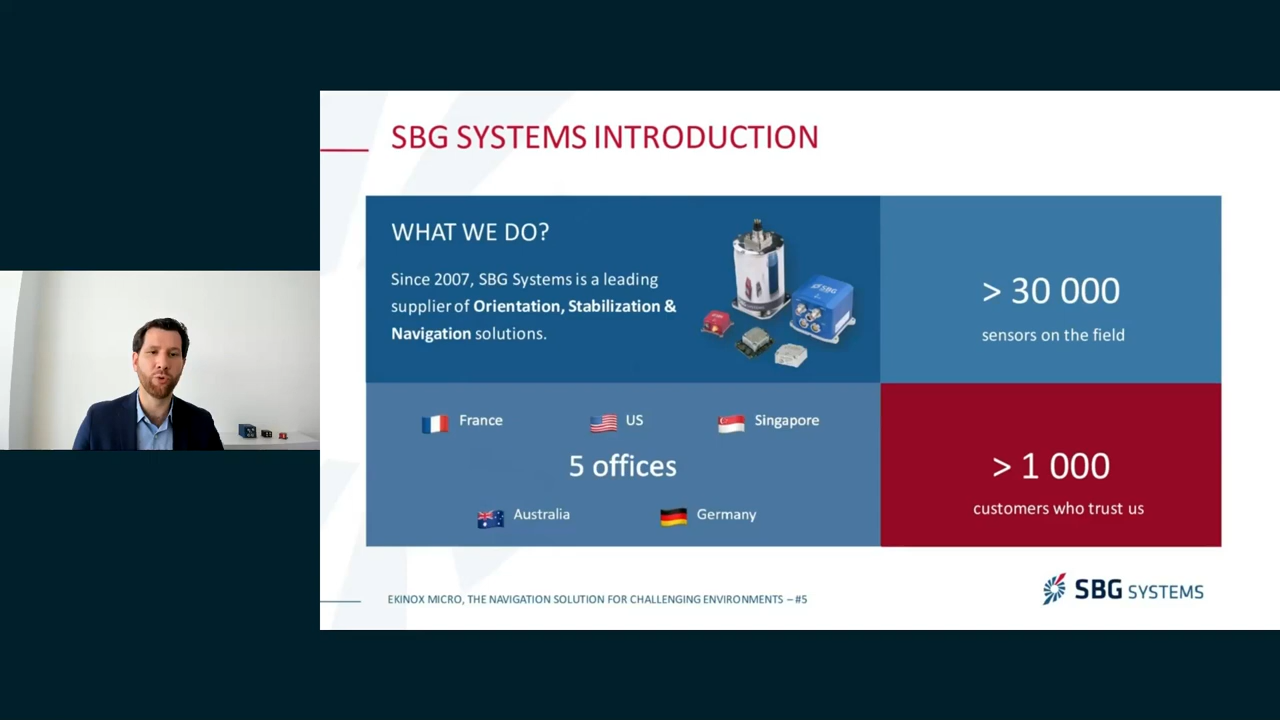 SBG SYSTEMS INTRODUCTION
WHAT WE DO?
Since 2007, SBG Systems is a leading
supplier of Orientation, Stabilization &
Navigation solutions.
SBG
> 30 000
sensors on the field
France
US
Singapore
5 offices
Australia
Germany
> 1 000
customers who trust us
EKINOX MICRO, THE NAVIGATION SOLUTION FOR CHALLENGING ENVIRONMENTS – #5
SBG SYSTEMS